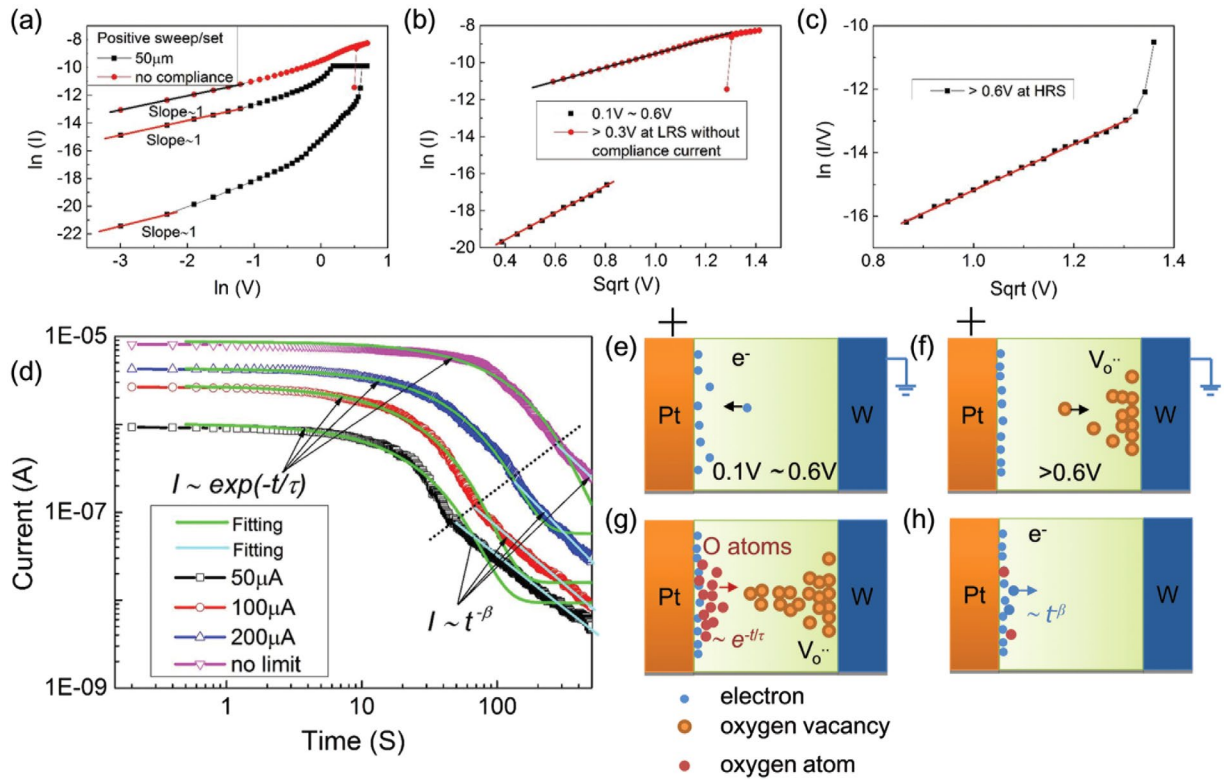 (a)
Positive sweep/set
50μm
no compliance
Slope~1
Slope~1
Slope~1
ln (I)
-8
-10
-12
-14
-16
-18
-20
-22
-3
-2
-1
0
1
ln (V)
(b)
ln (I)
-8
-12
-16
-20
0.1V ~ 0.6V
> 0.3V at LRS without
compliance current
0.4
0.6
0.8
1.0
1.2
1.4
Sqrt (V)
(c)
ln (I/V)
-10
-12
-14
-16
> 0.6V at HRS
0.8
1.0
1.2
1.4
Sqrt (V)
(d)
Current (A)
1E-05
1E-07
1E-09
I ~ exp(-t/τ)
I ~ t^-β
Fitting
Fitting
50μA
100μA
200μA
no limit
1
10
100
Time (S)
(e)
+
Pt
e-
0.1V ~0.6V
W
(f)
+
Pt
Vo··
>0.6V
W
(g)
O atoms
Pt
~ e^-t/τ
Vo··
W
(h)
e-
Pt
~ t^-β
W
electron
oxygen vacancy
oxygen atom